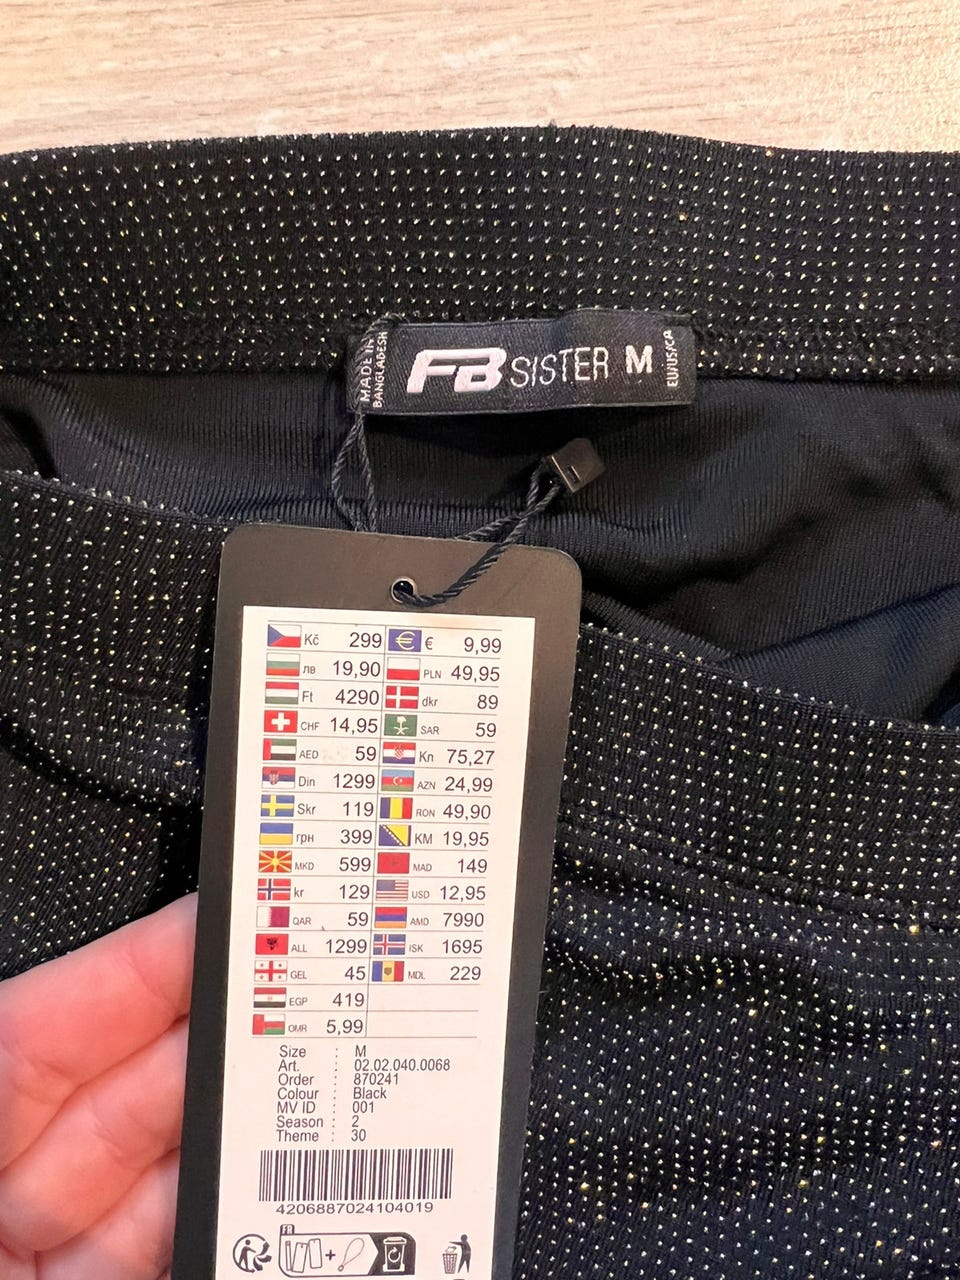 MADE IN
BANGLADESH
FB SISTER M
EU/US/CA
Kč 299 € 9,99
лв 19,90 PLN 49,95
Ft 4290 dkr 89
CHF 14,95 SAR 59
AED 59 Kn 75,27
Din 1299 AZN 24,99
Skr 119 RON 49,90
грн 399 KM 19,95
MKD 599 MAD 149
kr 129 USD 12,95
QAR 59 AMD 7990
ALL 1299 ISK 1695
GEL 45 MDL 229
EGP 419
OMR 5,99
Size : M
Art. : 02.02.040.0068
Order : 870241
Colour : Black
MV ID : 001
Season : 2
Theme : 30
4206887024104019
FR
+